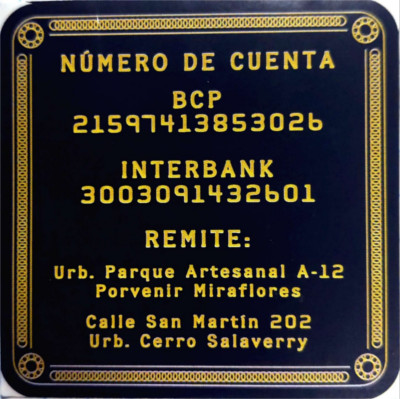 NÚMERO DE CUENTA
BCP
21597413853026
INTERBANK
3003091432601
REMITE:
Urb. Parque Artesanal A-12
Porvenir Miraflores
Calle San Martín 202
Urb. Cerro Salaverry